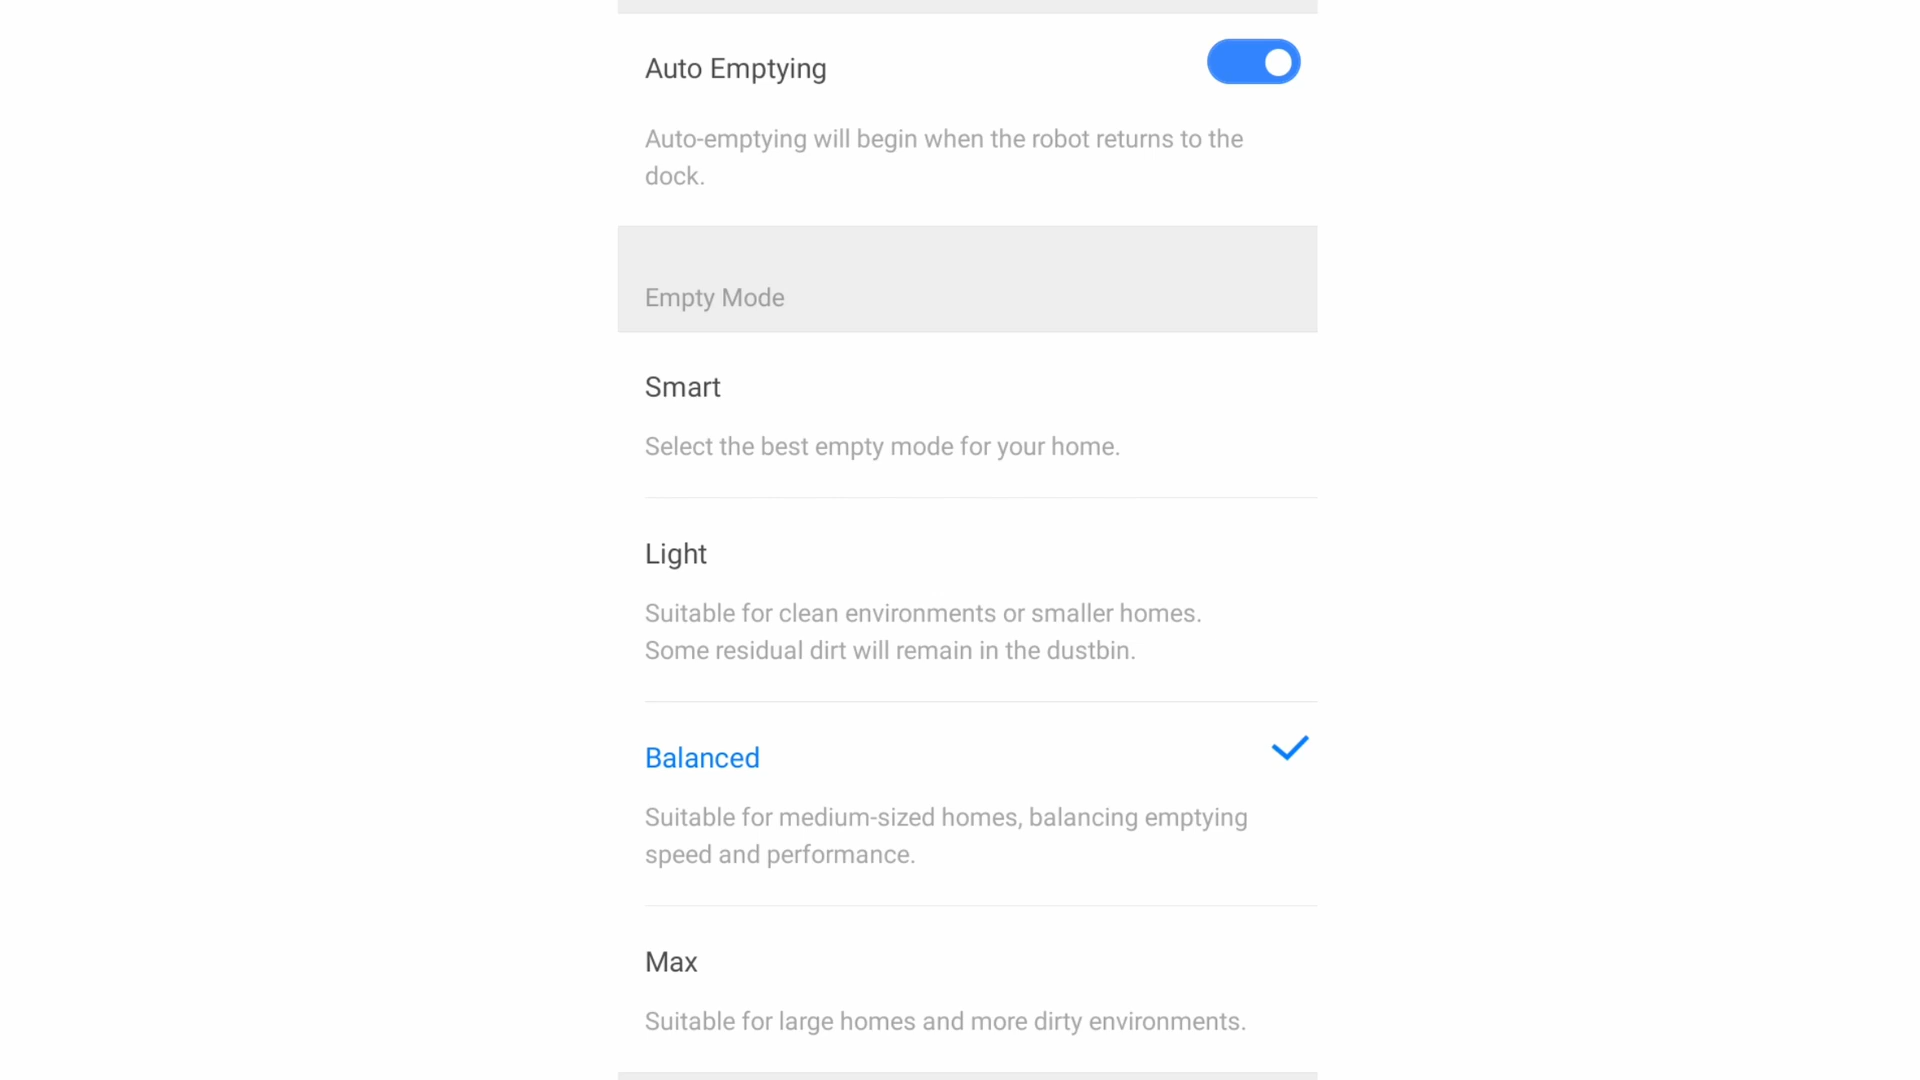 Auto Emptying
Auto-emptying will begin when the robot returns to the
dock.
Empty Mode
Smart
Select the best empty mode for your home.
Light
Suitable for clean environments or smaller homes.
Some residual dirt will remain in the dustbin.
Balanced
Suitable for medium-sized homes, balancing emptying
speed and performance.
Max
Suitable for large homes and more dirty environments.